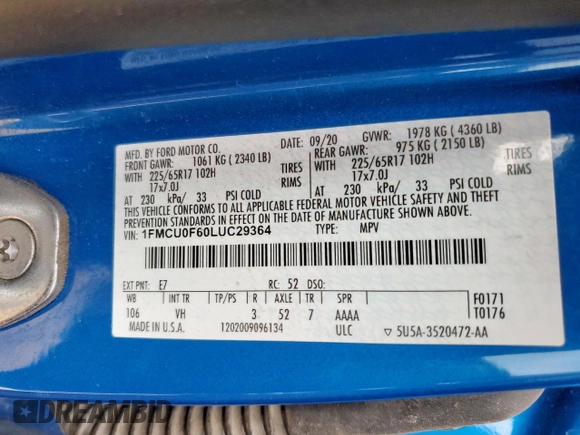 MFD. BY FORD MOTOR CO. DATE: 09/20 GVWR: 1978 KG ( 4360 LB)
FRONT GAWR: 1061 KG ( 2340 LB) REAR GAWR: 975 KG ( 2150 LB)
WITH 225/65R17 102H TIRES WITH 225/65R17 102H TIRES
17x7.0J RIMS 17x7.0J RIMS
AT 230 kPa/ 33 PSI COLD AT 230 kPa/ 33 PSI COLD
THIS VEHICLE CONFORMS TO ALL APPLICABLE FEDERAL MOTOR VEHICLE SAFETY AND THEFT
PREVENTION STANDARDS IN EFFECT ON THE DATE OF MANUFACTURE SHOWN ABOVE.
VIN: 1FMCU0F60LUC29364 TYPE: MPV
EXT PNT: E7 RC: 52 DSO:
WB INT TR TP/PS R AXLE TR SPR F0171
106 VH 3 52 7 AAAA T0176
MADE IN U.S.A. 1202009096134 ULC ▽ 5U5A-3520472-AA
DREAMBID